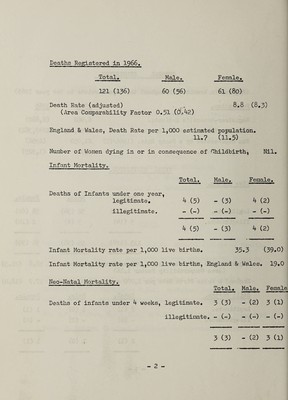 Deaths Registered in 1966.
Total. Male. Female.
121 (136) 60 (56) 61 (80)
Death Rate (adjusted) 8.8 (8.3)
(Area Comparability Factor 0.51 (0.42)
England & Wales, Death Rate per 1,000 estimated population.
11.7 (11.5)
Number of Women dying in or in consequence of Childbirth, Nil.
Infant Mortality.
Total. Male. Female.
Deaths of Infants under one year,
legitimate. 4 (5) - (3) 4 (2)
illegitimate. - (-) - (-) - (-)
4 (5) - (3) 4 (2)
Infant Mortality rate per 1,000 live births. 35.3 (39.0)
Infant Mortality rate per 1,000 live births, England & Wales. 19.0
Neo-Natal Mortality.
Total. Male. Female
Deaths of infants under 4 weeks, legitimate. 3 (3) - (2) 3 (1)
illegitimate. - (-) - (-) - (-)
3 (3) - (2) 3 (1)
- 2 -